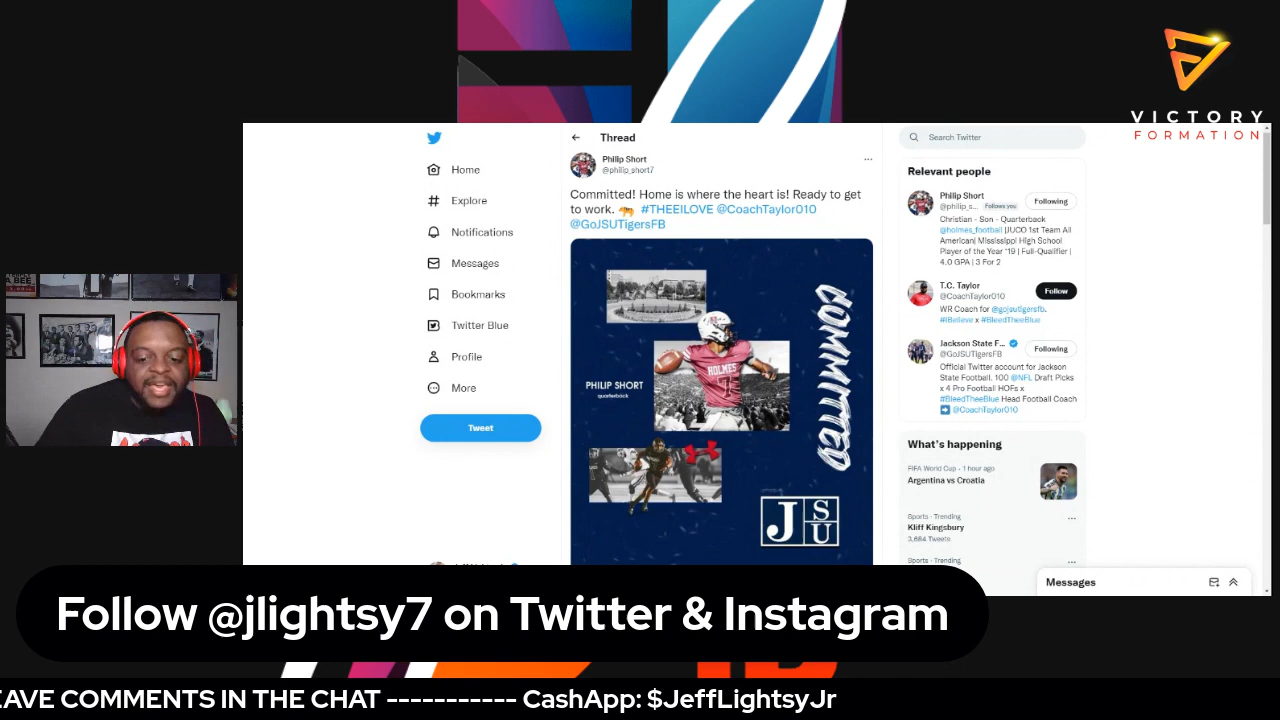 VICTORY
FORMATION
Thread
Search Twitter
Home
Explore
Notifications
Messages
Bookmarks
Twitter Blue
Profile
More
Tweet
Philip Short
@philip_short7
Committed! Home is where the heart is! Ready to get
to work. 🐅 #THEEILOVE @CoachTaylor010
@GoJSUTigersFB
COMMITTED
HOLMES
PHILIP SHORT
quarterback
JSU
Relevant people
Philip Short
@philip_s... Follows you
Following
Christian - Son - Quarterback
@holmes_football |JUCO 1st Team All
American| Mississippi High School
Player of the Year '19 | Full-Qualifier |
4.0 GPA | 3 For 2
T.C. Taylor
@CoachTaylor010
Follow
WR Coach for @gojsutigersfb.
#IBelieve x #BleedTheeBlue
Jackson State F...
@GoJSUTigersFB
Following
Official Twitter account for Jackson
State Football. 100 @NFL Draft Picks
x 4 Pro Football HOFs x
#BleedTheeBlue Head Football Coach
➡️ @CoachTaylor010
What's happening
FIFA World Cup · 1 hour ago
Argentina vs Croatia
Sports · Trending
Kliff Kingsbury
3,684 Tweets
Sports · Trending
Messages
Follow @jlightsy7 on Twitter & Instagram
EAVE COMMENTS IN THE CHAT ----------- CashApp: $JeffLightsyJr